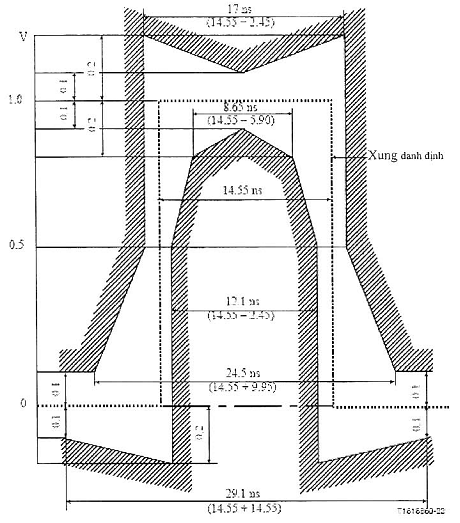 17 ns
(14.55 – 2.45)
V
0.2
0.1
1.0
0.1
0.2
8.65 ns
(14.55 – 5.90)
Xung danh định
14.55 ns
0.5
12.1 ns
(14.55 – 2.45)
24.5 ns
(14.55 + 9.95)
0.1
0.1
0
0.1
0.1
0.2
29.1 ns
(14.55 + 14.55)